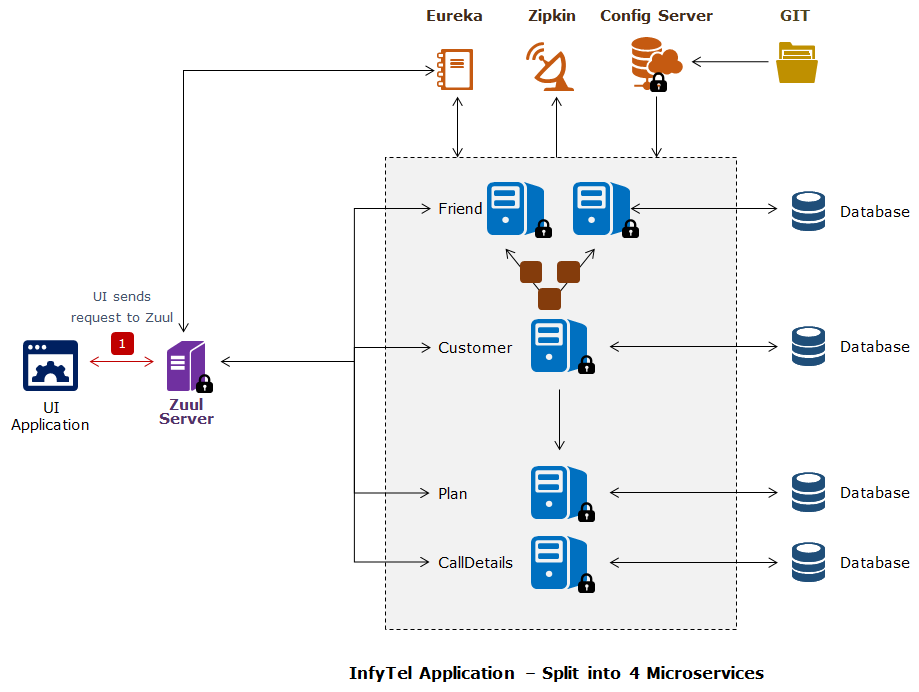 Eureka
Zipkin
Config Server
GIT
Friend
Database
UI sends
request to Zuul
1
Customer
Database
UI
Application
Zuul
Server
Plan
Database
CallDetails
Database
InfyTel Application – Split into 4 Microservices